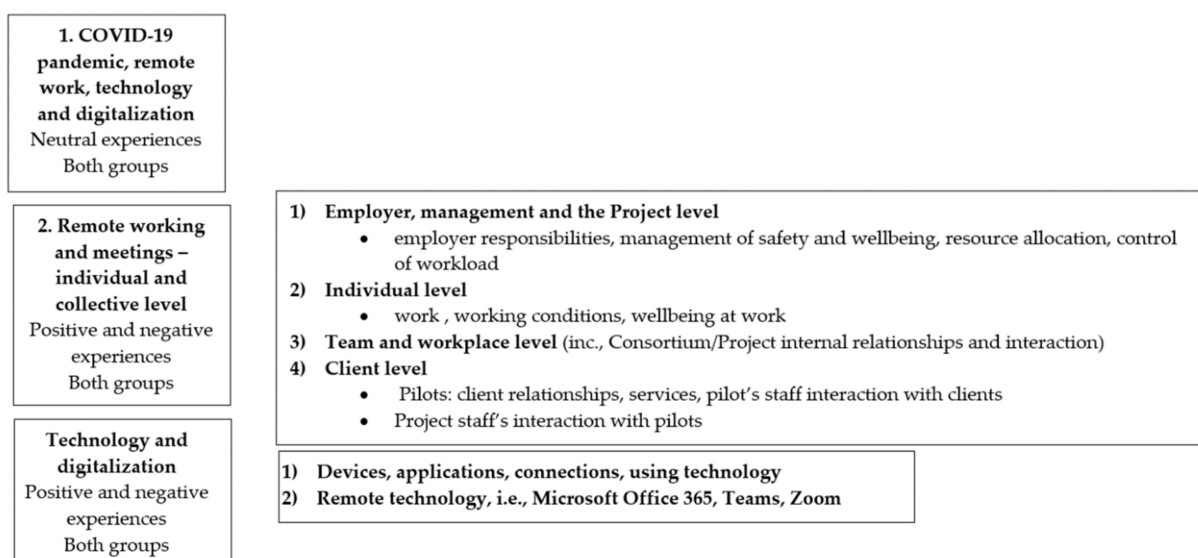 1. COVID-19
pandemic, remote
work, technology
and digitalization
Neutral experiences
Both groups
2. Remote working
and meetings –
individual and
collective level
Positive and negative
experiences
Both groups
1) Employer, management and the Project level
• employer responsibilities, management of safety and wellbeing, resource allocation, control
of workload
2) Individual level
• work , working conditions, wellbeing at work
3) Team and workplace level (inc., Consortium/Project internal relationships and interaction)
4) Client level
• Pilots: client relationships, services, pilot’s staff interaction with clients
• Project staff’s interaction with pilots
Technology and
digitalization
Positive and negative
experiences
Both groups
1) Devices, applications, connections, using technology
2) Remote technology, i.e., Microsoft Office 365, Teams, Zoom